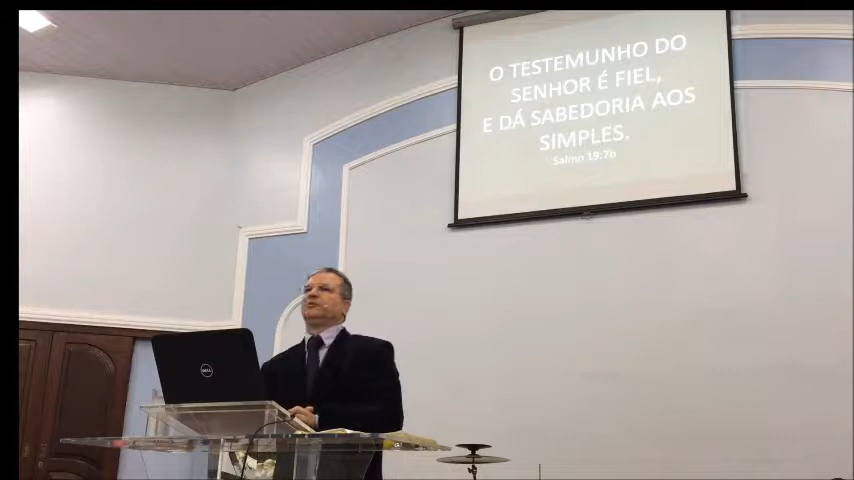 O TESTEMUNHO DO
SENHOR É FIEL,
E DÁ SABEDORIA AOS
SIMPLES.
Salmo 19:7b
DELL